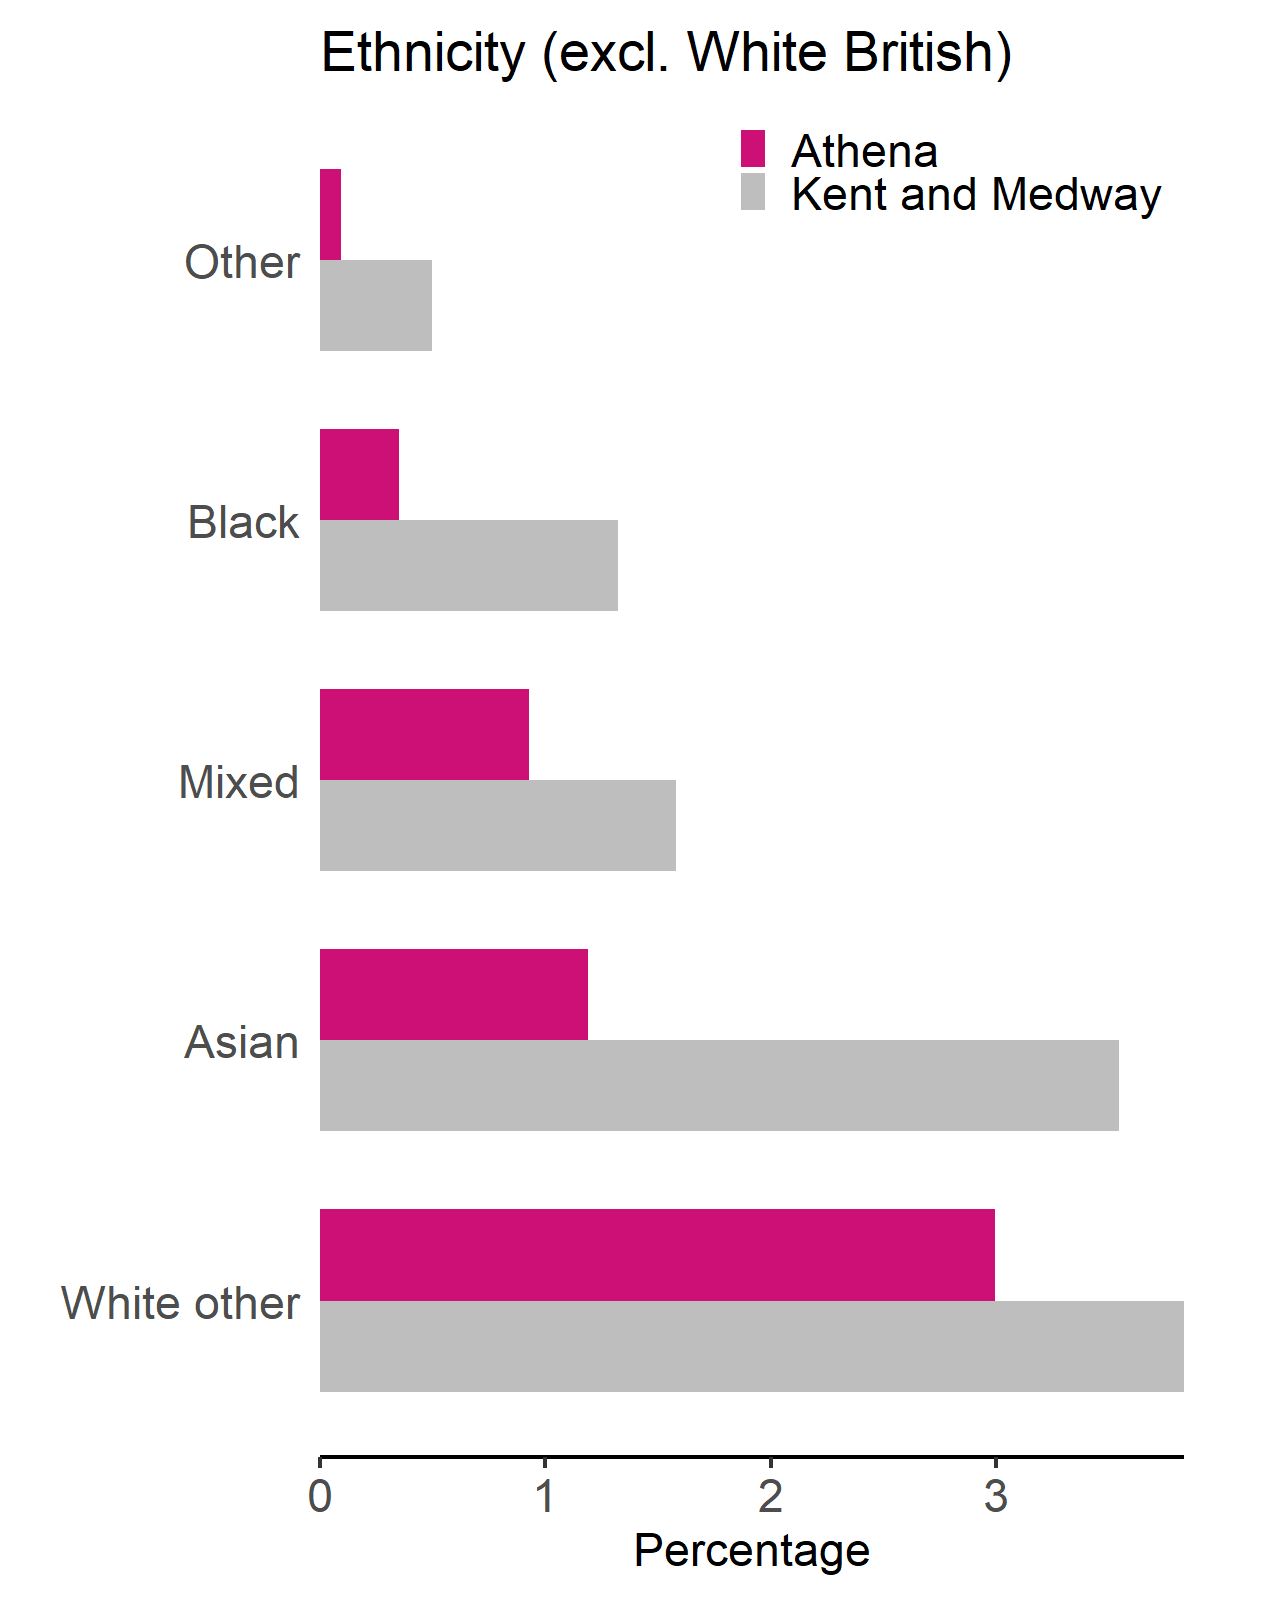 Ethnicity (excl. White British)
Athena
Kent and Medway
Other
Black
Mixed
Asian
White other
0 1 2 3
Percentage